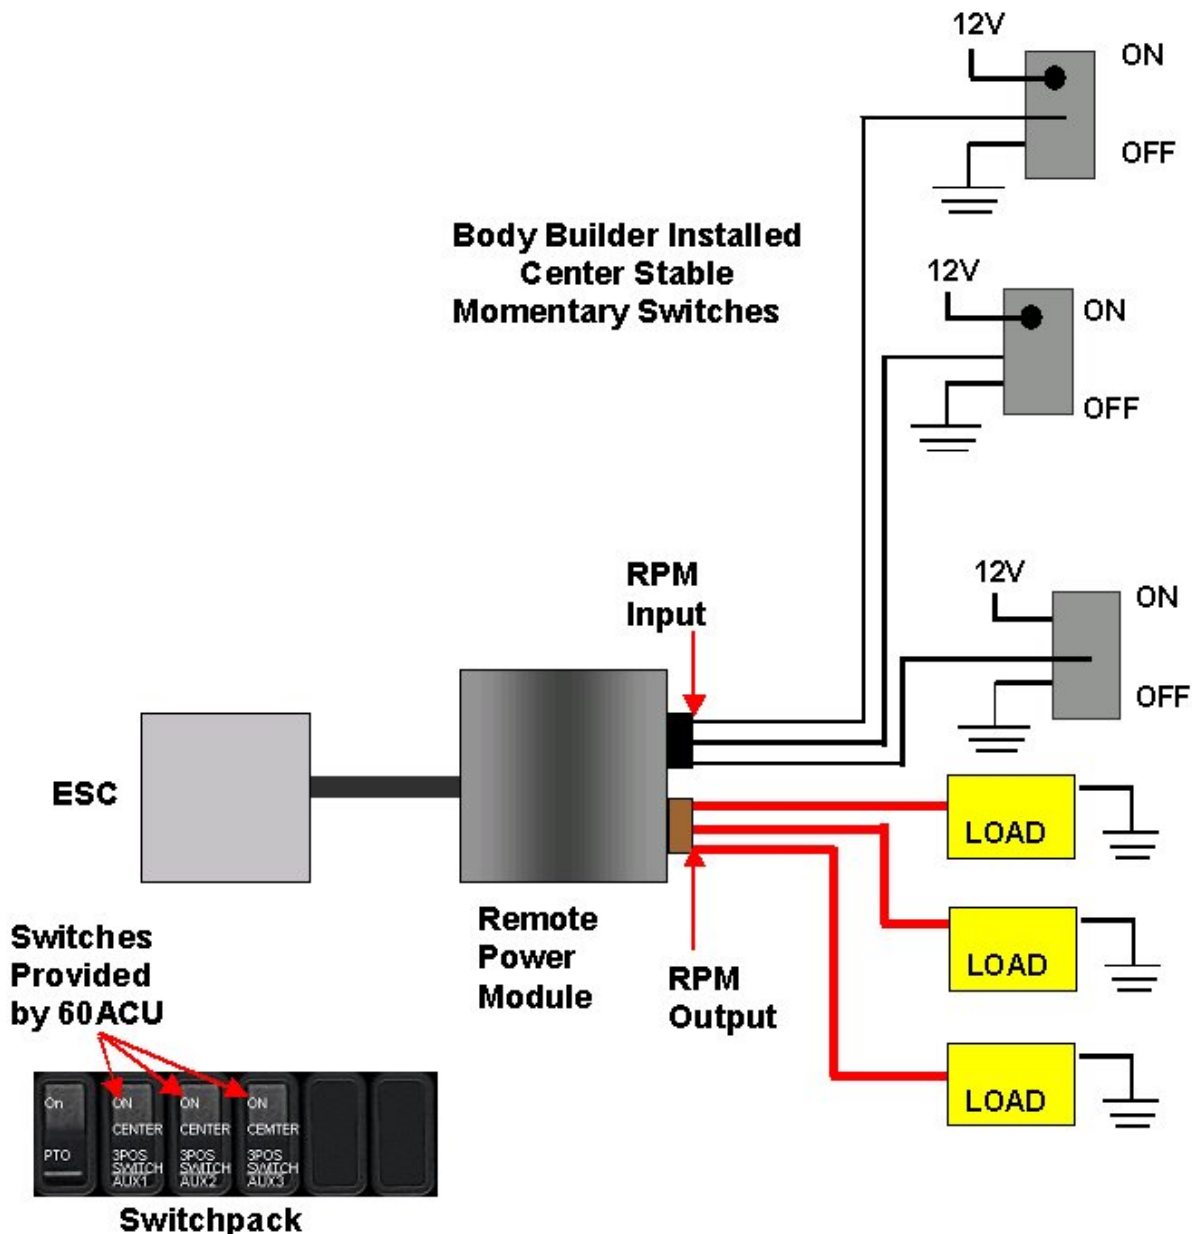 12V
ON
OFF
Body Builder Installed
Center Stable
Momentary Switches
12V
ON
OFF
RPM
Input
12V
ON
OFF
ESC
LOAD
Remote
Power
Module
RPM
Output
LOAD
LOAD
Switches
Provided
by 60ACU
On
PTO
ON
CENTER
3POS
SWITCH
AUX1
ON
CENTER
3POS
SWITCH
AUX2
ON
CEMTER
3POS
SWITCH
AUX3
Switchpack